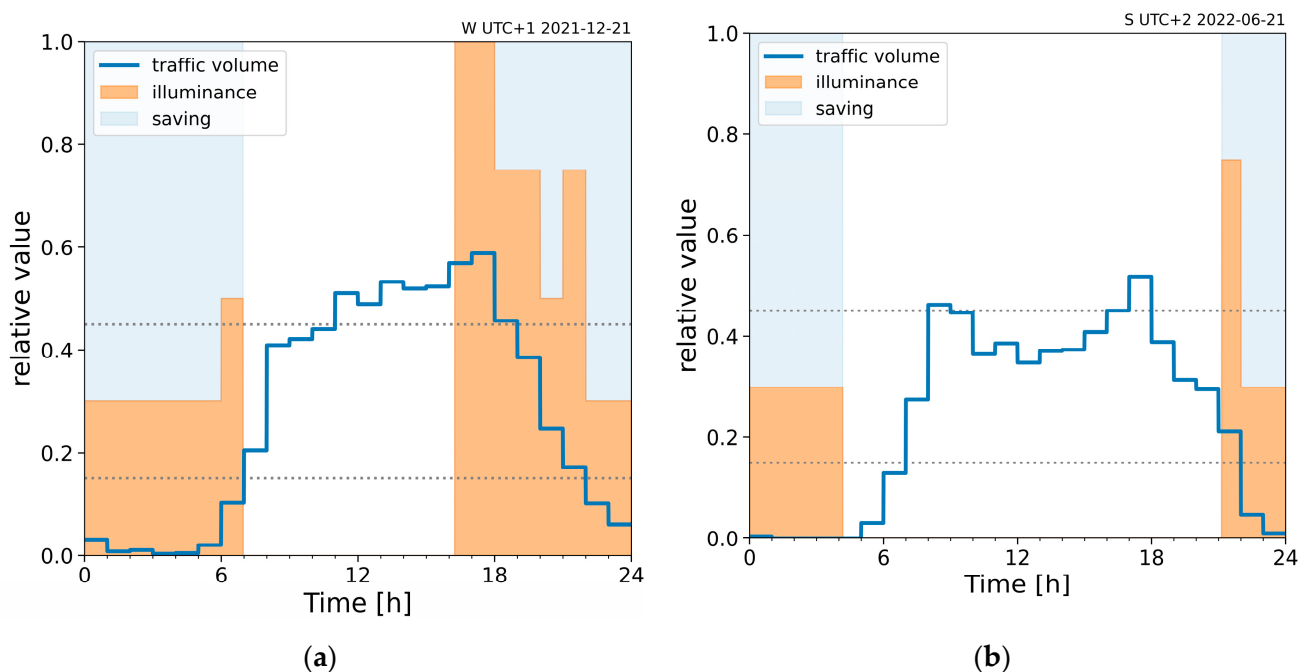 W UTC+1 2021-12-21
1.0
0.8
0.6
0.4
0.2
0.0
relative value
traffic volume
illuminance
saving
0 6 12 18 24
Time [h]
(a)
S UTC+2 2022-06-21
1.0
0.8
0.6
0.4
0.2
0.0
relative value
traffic volume
illuminance
saving
0 6 12 18 24
Time [h]
(b)